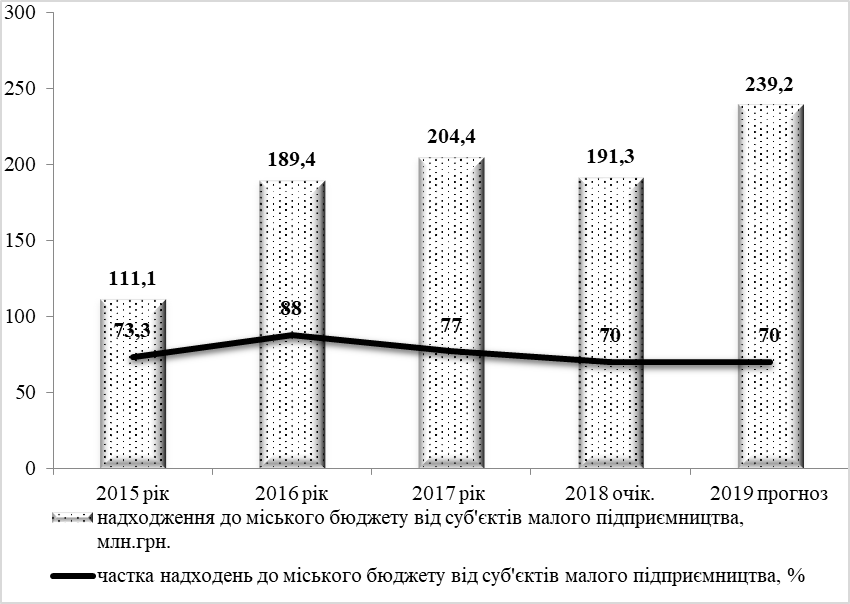 300
250
200
150
100
50
0
111,1
189,4
204,4
191,3
239,2
73,3
88
77
70
70
2015 рік
2016 рік
2017 рік
2018 очік.
2019 прогноз
надходження до міського бюджету від суб'єктів малого підприємництва,
млн.грн.
частка надходень до міського бюджету від суб'єктів малого підприємництва, %